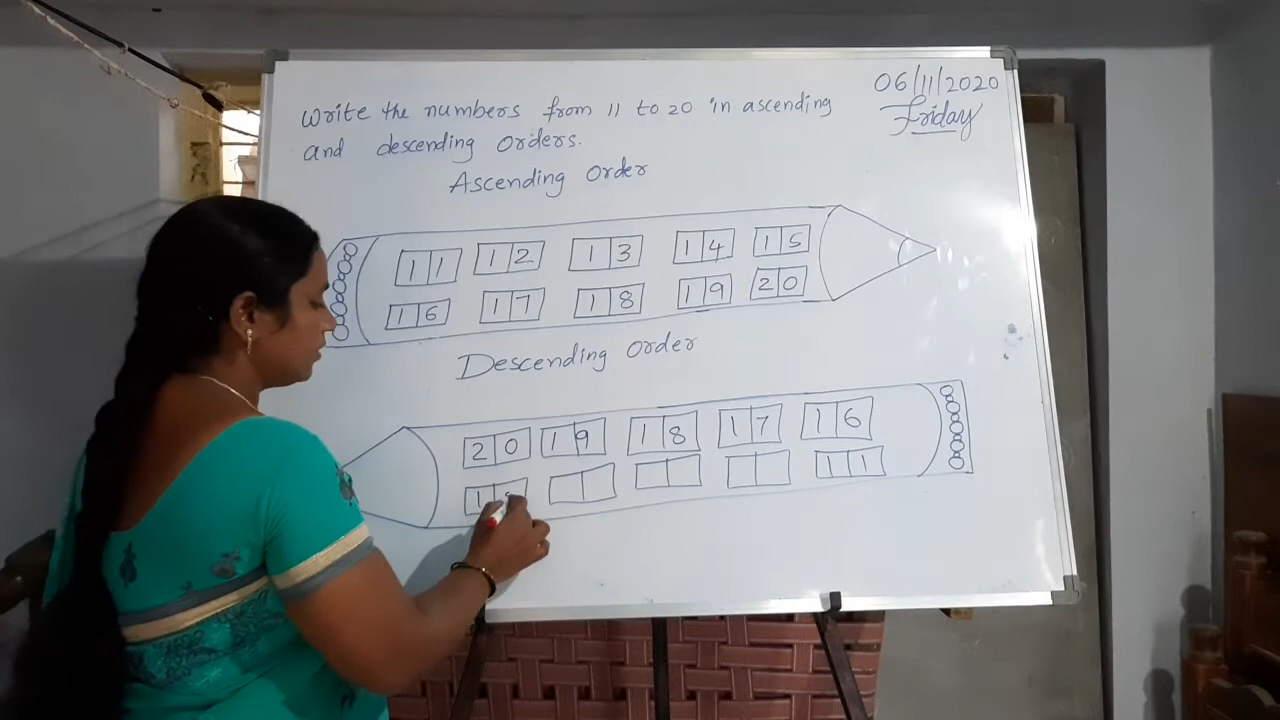 06/11/2020
Friday
Write the numbers from 11 to 20 in ascending
and descending orders.
Ascending Order
11 12 13 14 15
16 17 18 19 20
Descending Order
20 19 18 17 16
1 11